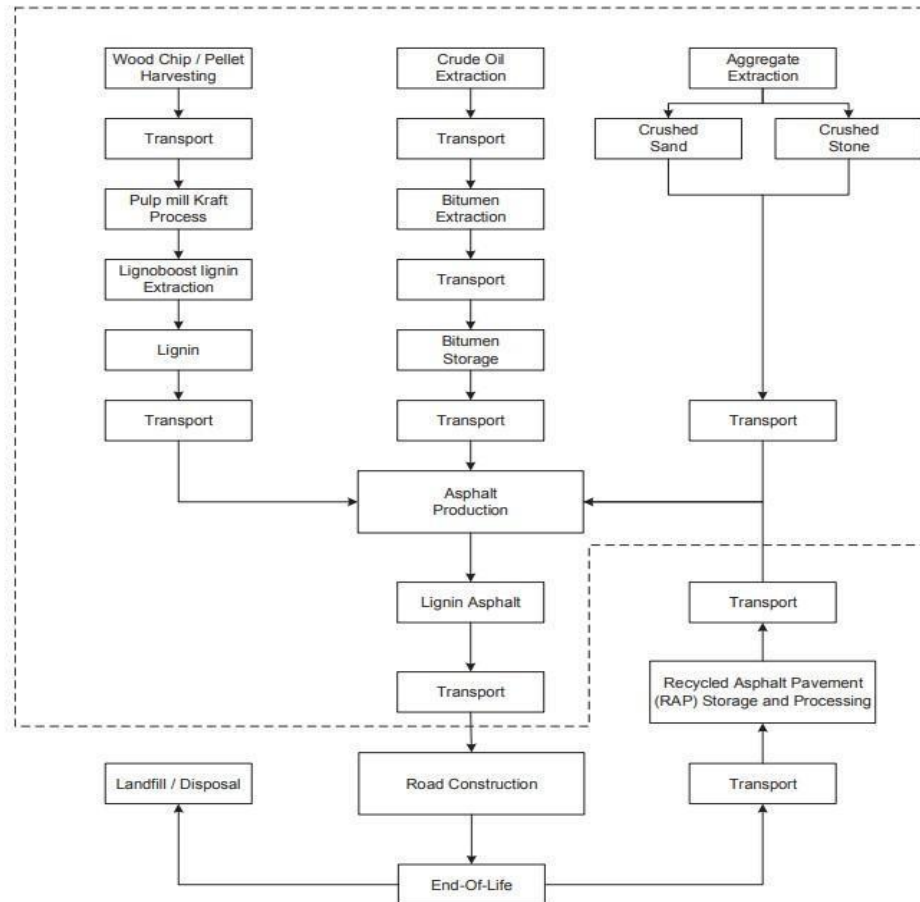 Wood Chip / Pellet
Harvesting
Crude Oil
Extraction
Aggregate
Extraction
Transport
Transport
Crushed
Sand
Crushed
Stone
Pulp mill Kraft
Process
Bitumen
Extraction
Lignoboost lignin
Extraction
Transport
Lignin
Bitumen
Storage
Transport
Transport
Transport
Asphalt
Production
Lignin Asphalt
Transport
Transport
Recycled Asphalt Pavement
(RAP) Storage and Processing
Landfill / Disposal
Road Construction
Transport
End-Of-Life